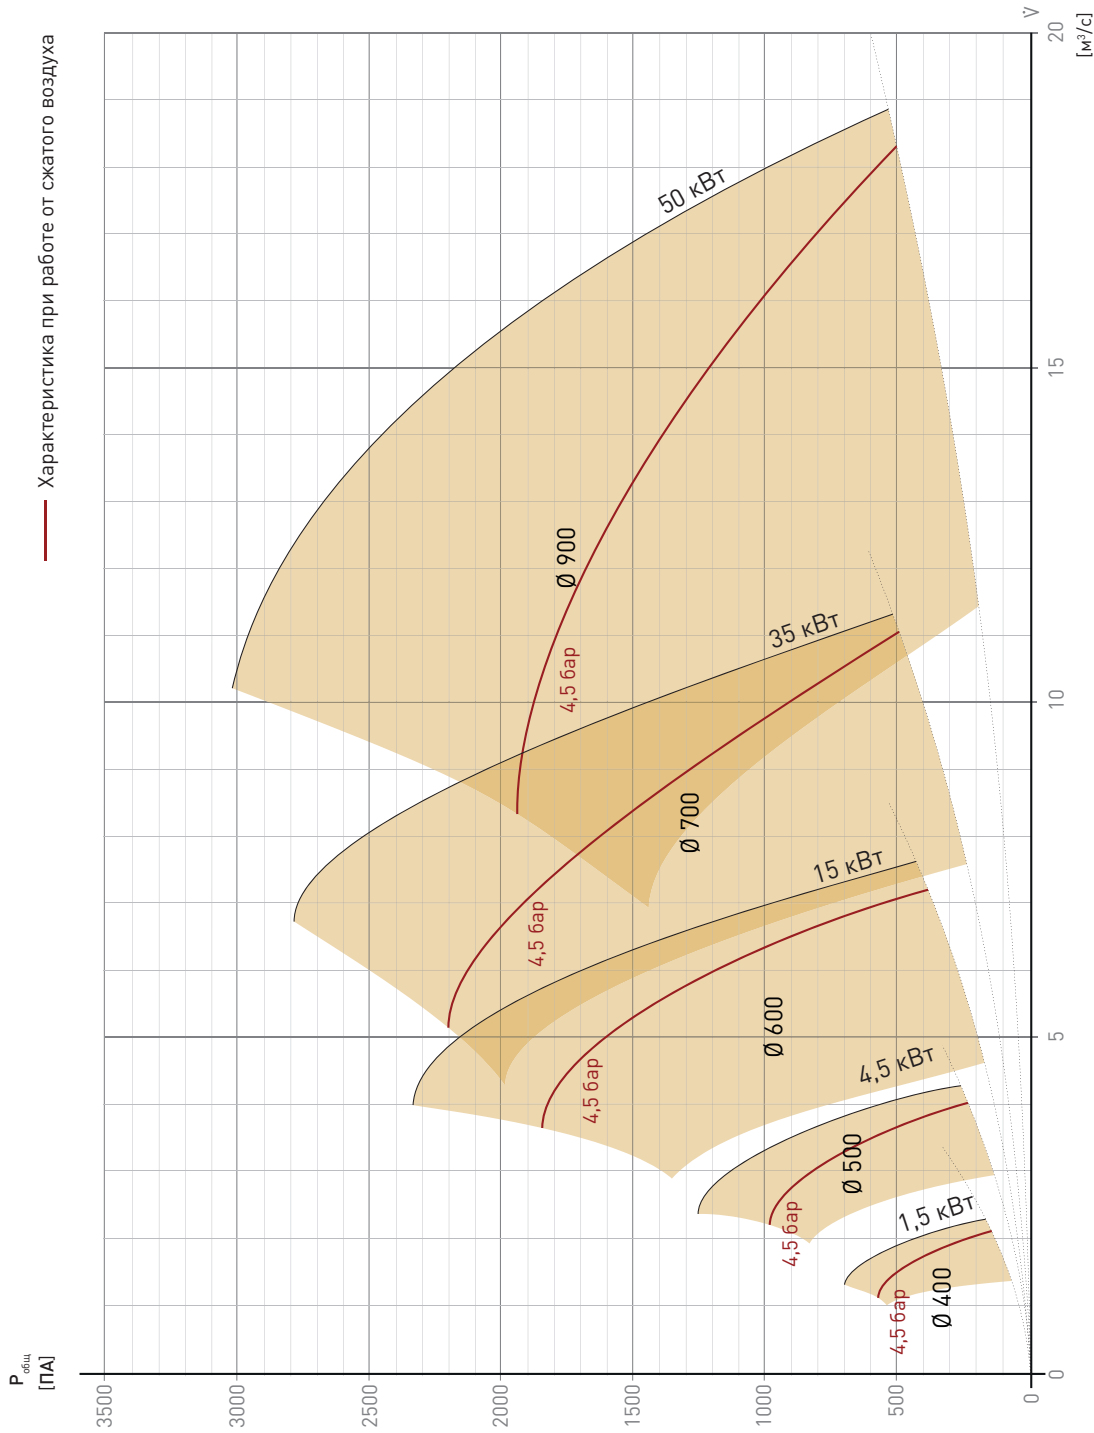 Характеристика при работе от сжатого воздуха
Pобщ
[ПА]
3500
3000
2500
2000
1500
1000
500
0
50 кВт
Ø 900
4,5 бар
35 кВт
Ø 700
4,5 бар
15 кВт
Ø 600
4,5 бар
4,5 кВт
Ø 500
4,5 бар
1,5 кВт
Ø 400
4,5 бар
0
5
10
15
20
V̇
[м³/с]